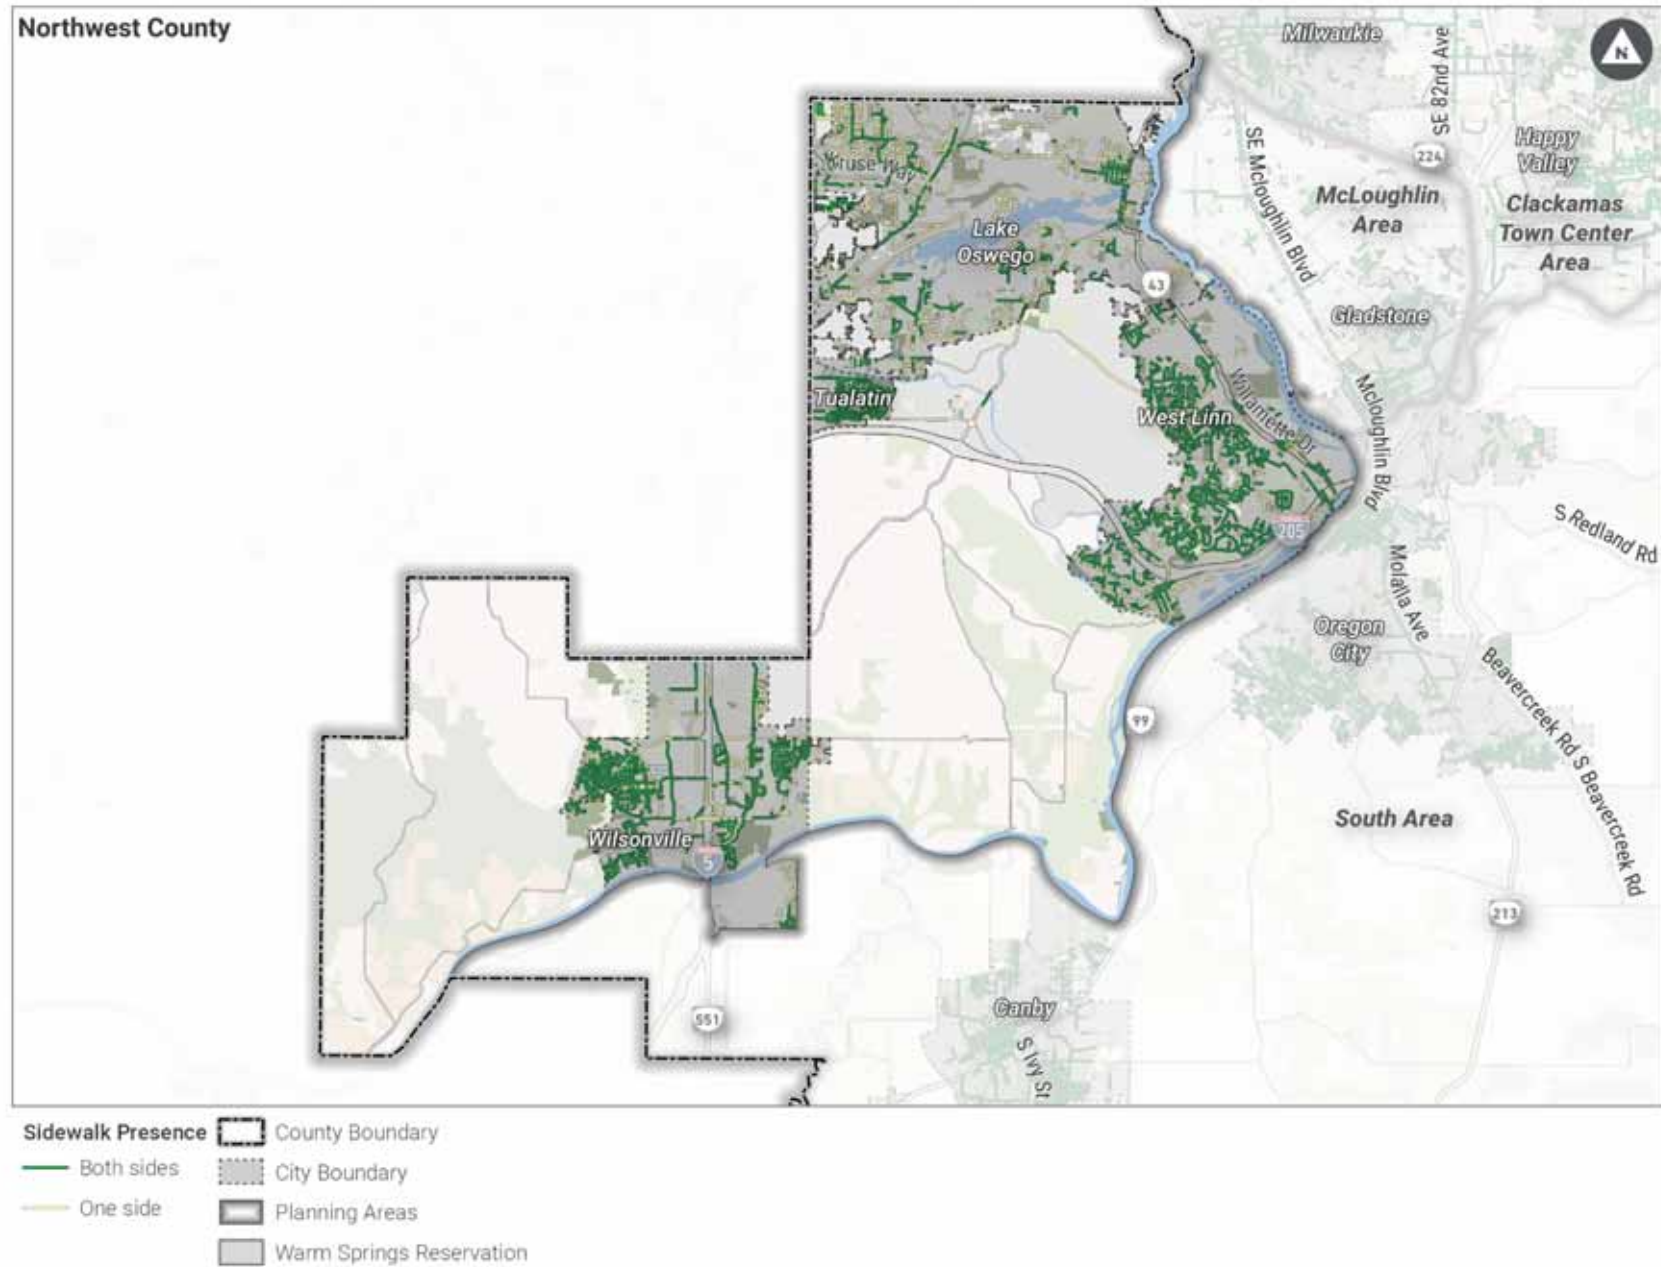 Northwest County
N
Milwaukie
SE 82nd Ave
Happy
Valley
224
SE Mcloughlin Blvd
McLoughlin
Area
Clackamas
Town Center
Area
Kruse Way
Lake
Oswego
43
Gladstone
Tualatin
West Linn
Willamette Dr
Mcloughlin Blvd
205
S Redland Rd
Molalla Ave
Oregon
City
Beavercreek Rd
S Beavercreek Rd
99
South Area
Wilsonville
5
213
551
Canby
S Ivy St
Sidewalk Presence
Both sides
One side
County Boundary
City Boundary
Planning Areas
Warm Springs Reservation